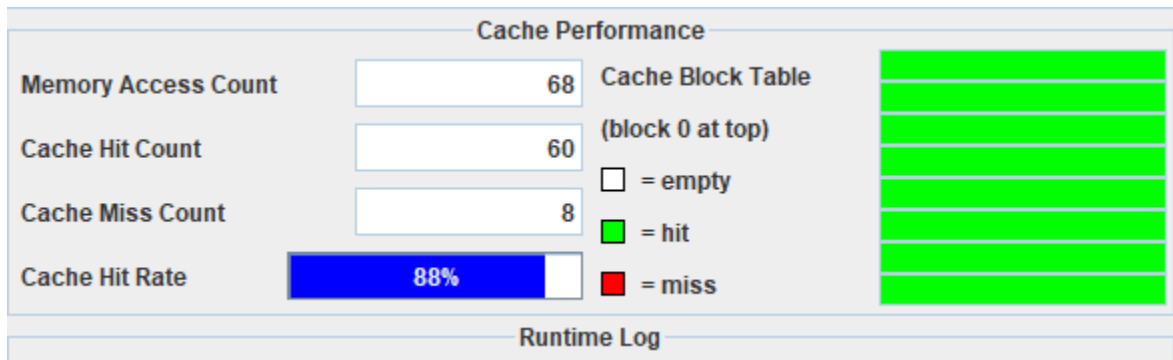 Cache Performance
Memory Access Count 68
Cache Hit Count 60
Cache Miss Count 8
Cache Hit Rate 88%
Cache Block Table
(block 0 at top)
= empty
= hit
= miss
Runtime Log